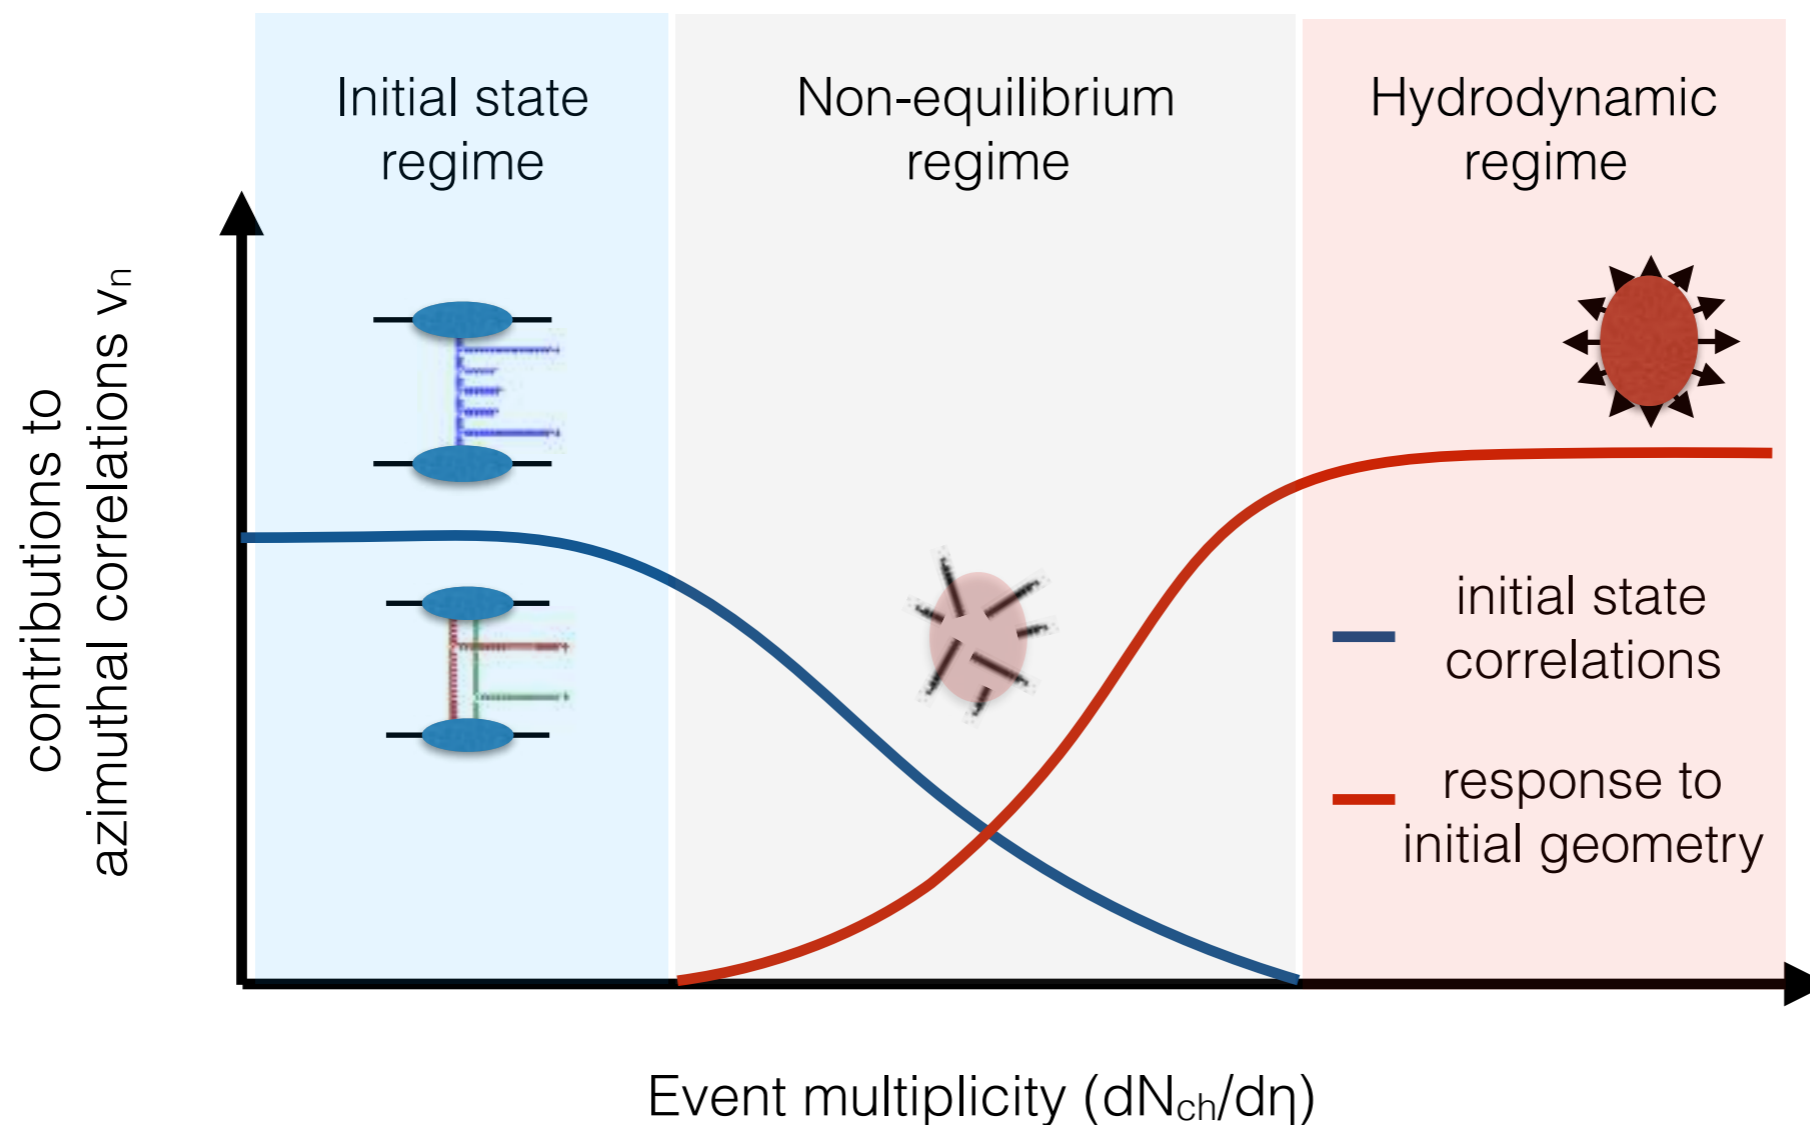 Initial state
regime
Non-equilibrium
regime
Hydrodynamic
regime
contributions to
azimuthal correlations vₙ
initial state
correlations
response to
initial geometry
Event multiplicity (dN_ch/dη)